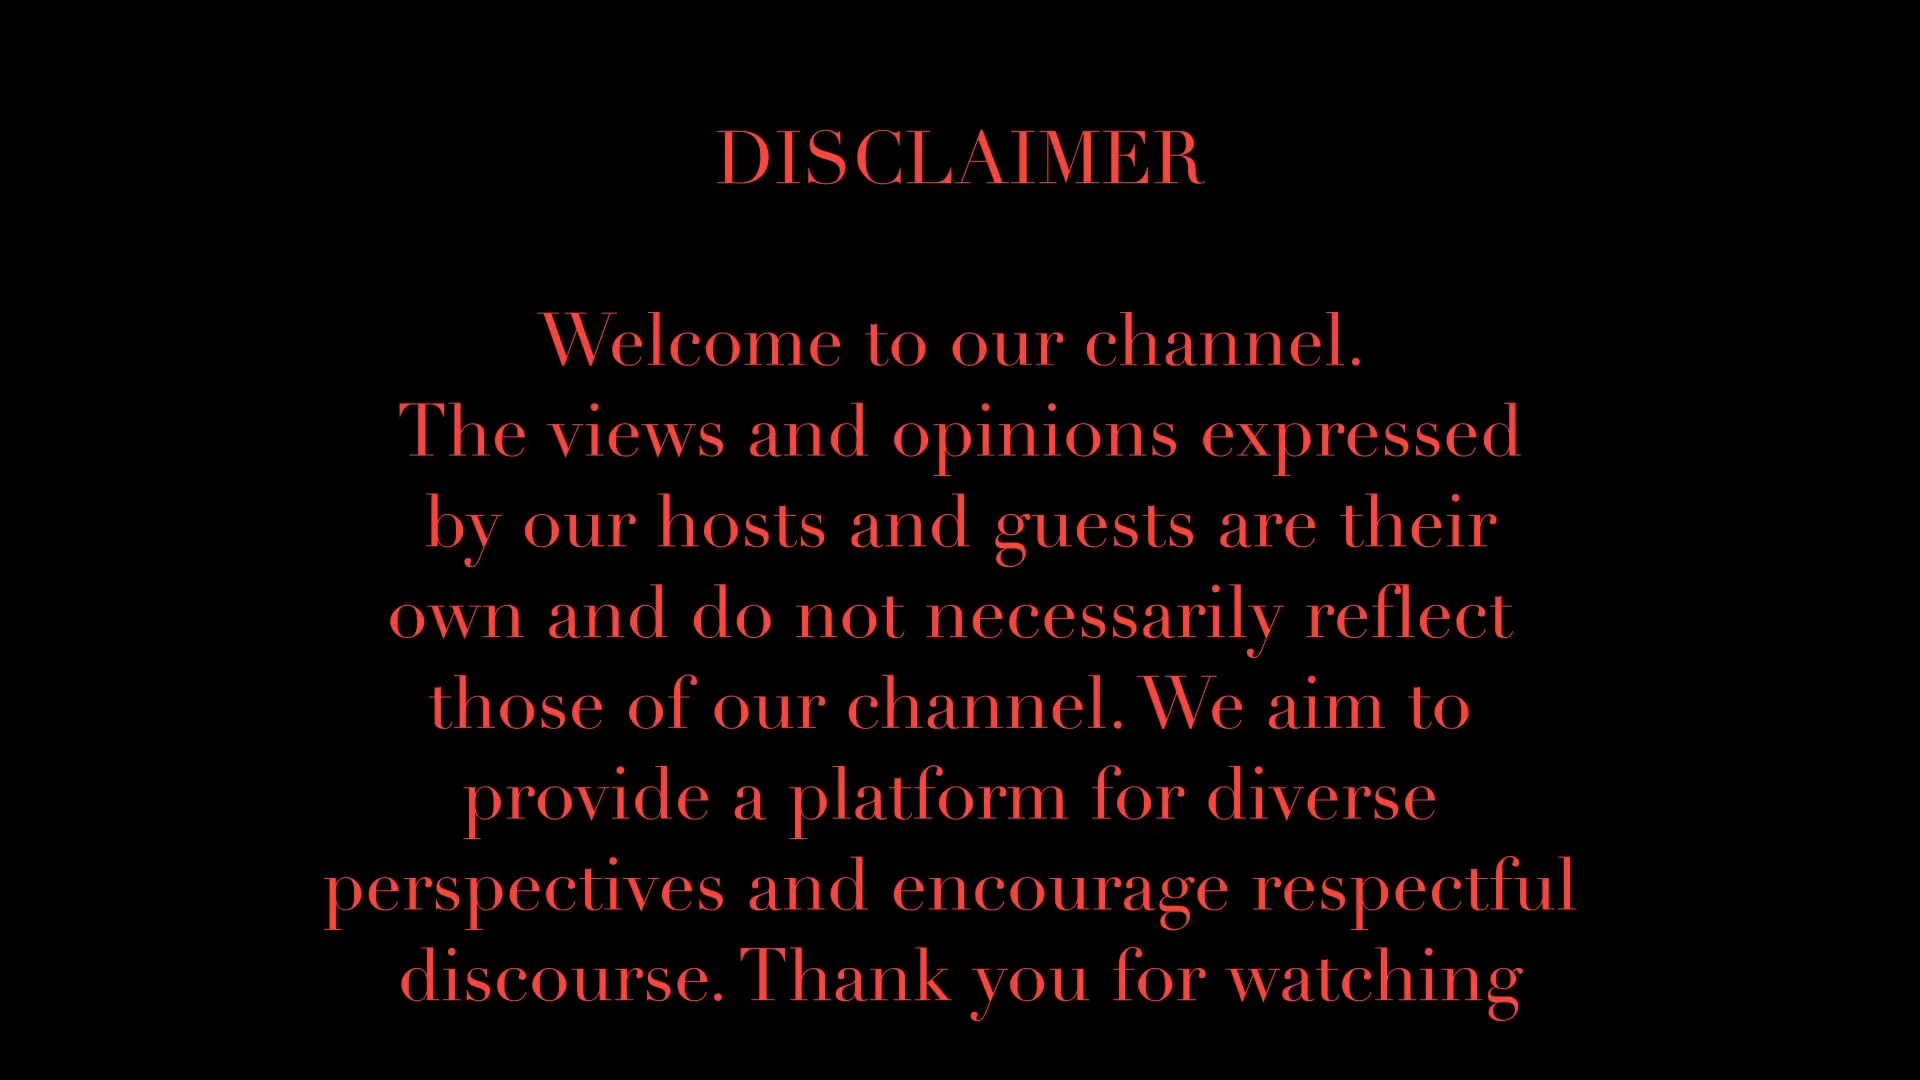 DISCLAIMER
Welcome to our channel.
The views and opinions expressed
by our hosts and guests are their
own and do not necessarily reflect
those of our channel. We aim to
provide a platform for diverse
perspectives and encourage respectful
discourse. Thank you for watching